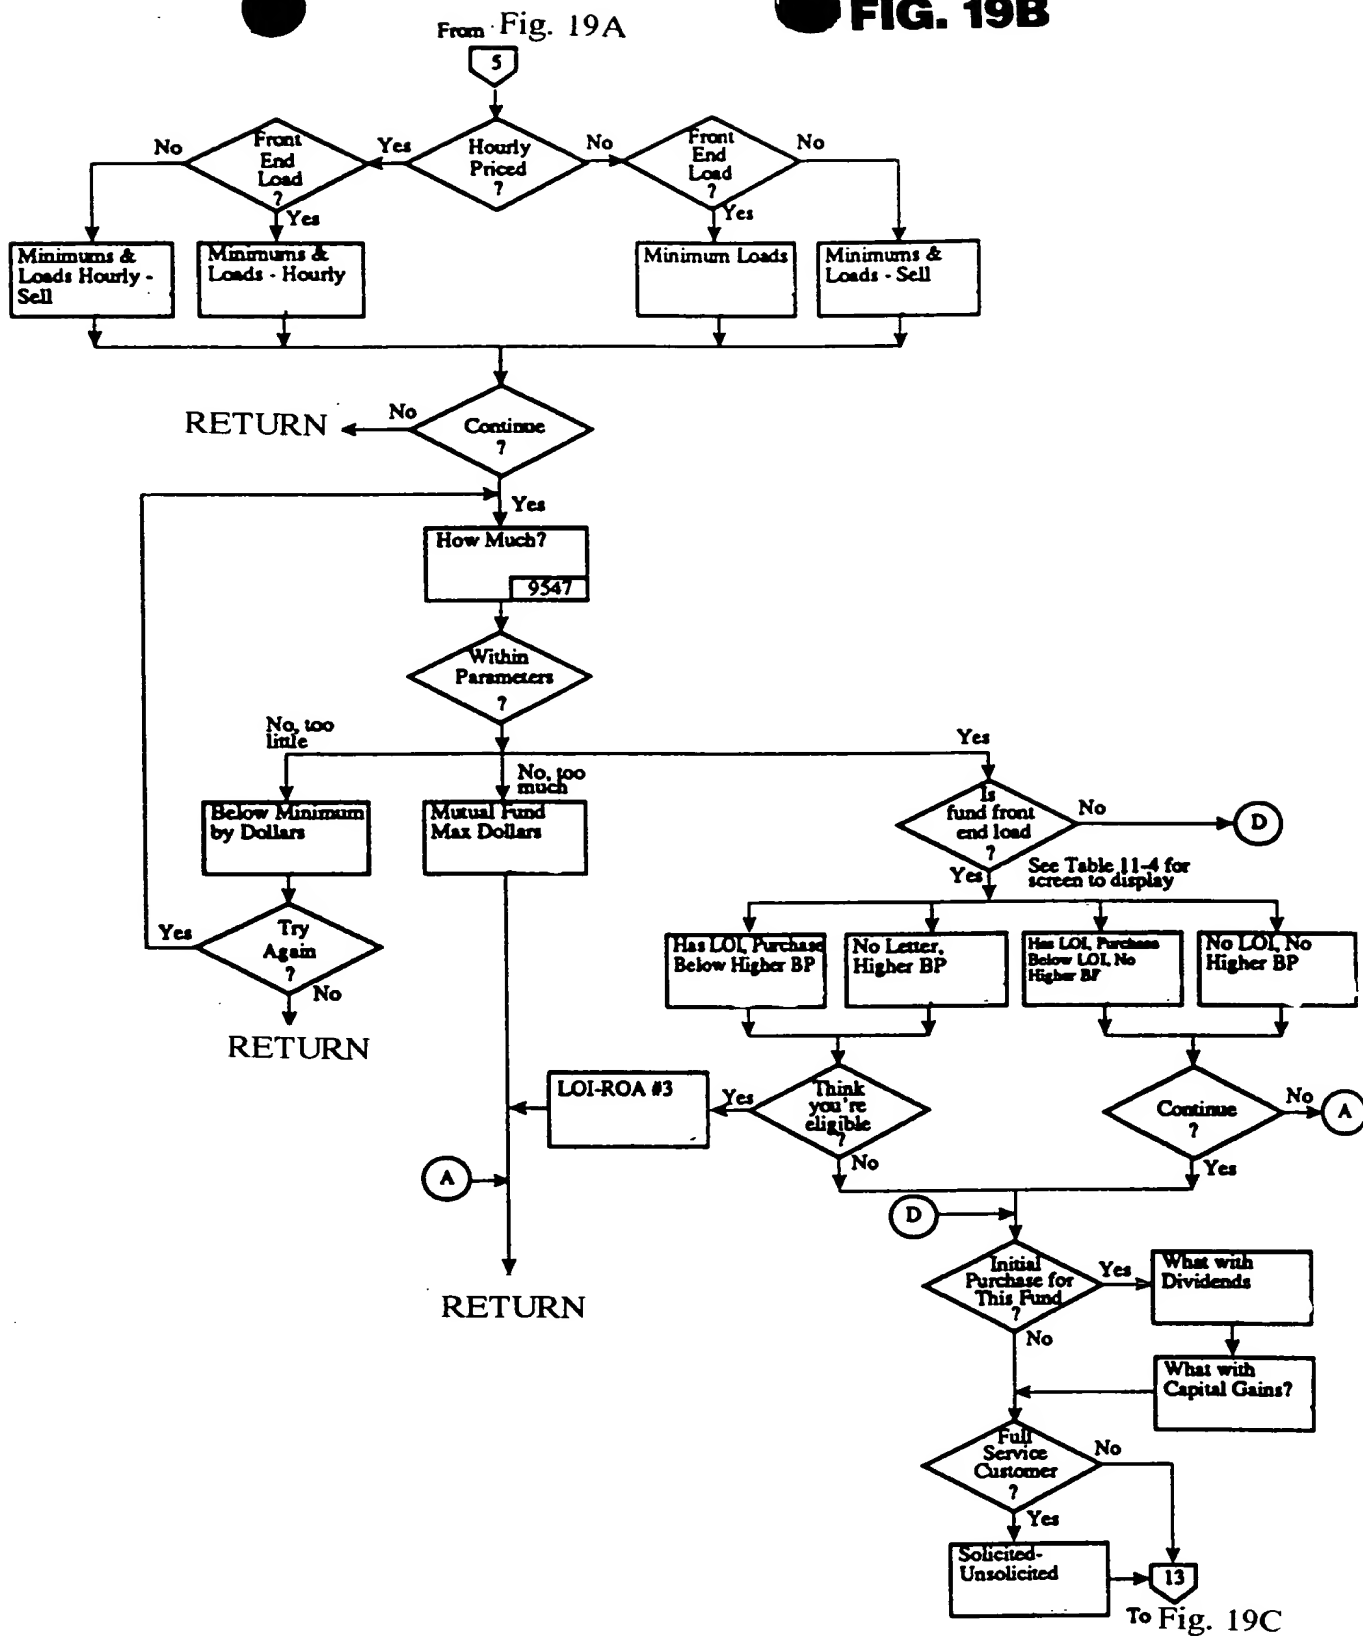 FIG. 19B
From Fig. 19A
5
No
Front
End
Load
?
Yes
Hourly
Priced
?
No
Front
End
Load
?
No
Yes
Yes
Minimums &
Loads Hourly -
Sell
Minimums &
Loads - Hourly
Minimum Loads
Minimums &
Loads - Sell
RETURN
No
Continue
?
Yes
How Much?
9547
Within
Parameters
?
No, too
little
No, too
much
Yes
Below Minimum
by Dollars
Mutual Fund
Max Dollars
Is
fund front
end load
?
No
D
Yes
See Table 11-4 for
screen to display
Yes
Try
Again
?
No
RETURN
Has LOI, Purchase
Below Higher BP
No Letter,
Higher BP
Has LOI, Purchase
Below LOI, No
Higher BP
No LOI, No
Higher BP
LOI-ROA #3
Yes
Think
you're
eligible
?
No
Continue
?
No
A
Yes
A
D
RETURN
Initial
Purchase for
This Fund
?
Yes
What with
Dividends
No
What with
Capital Gains?
Full
Service
Customer
?
No
Yes
Solicited-
Unsolicited
13
To Fig. 19C